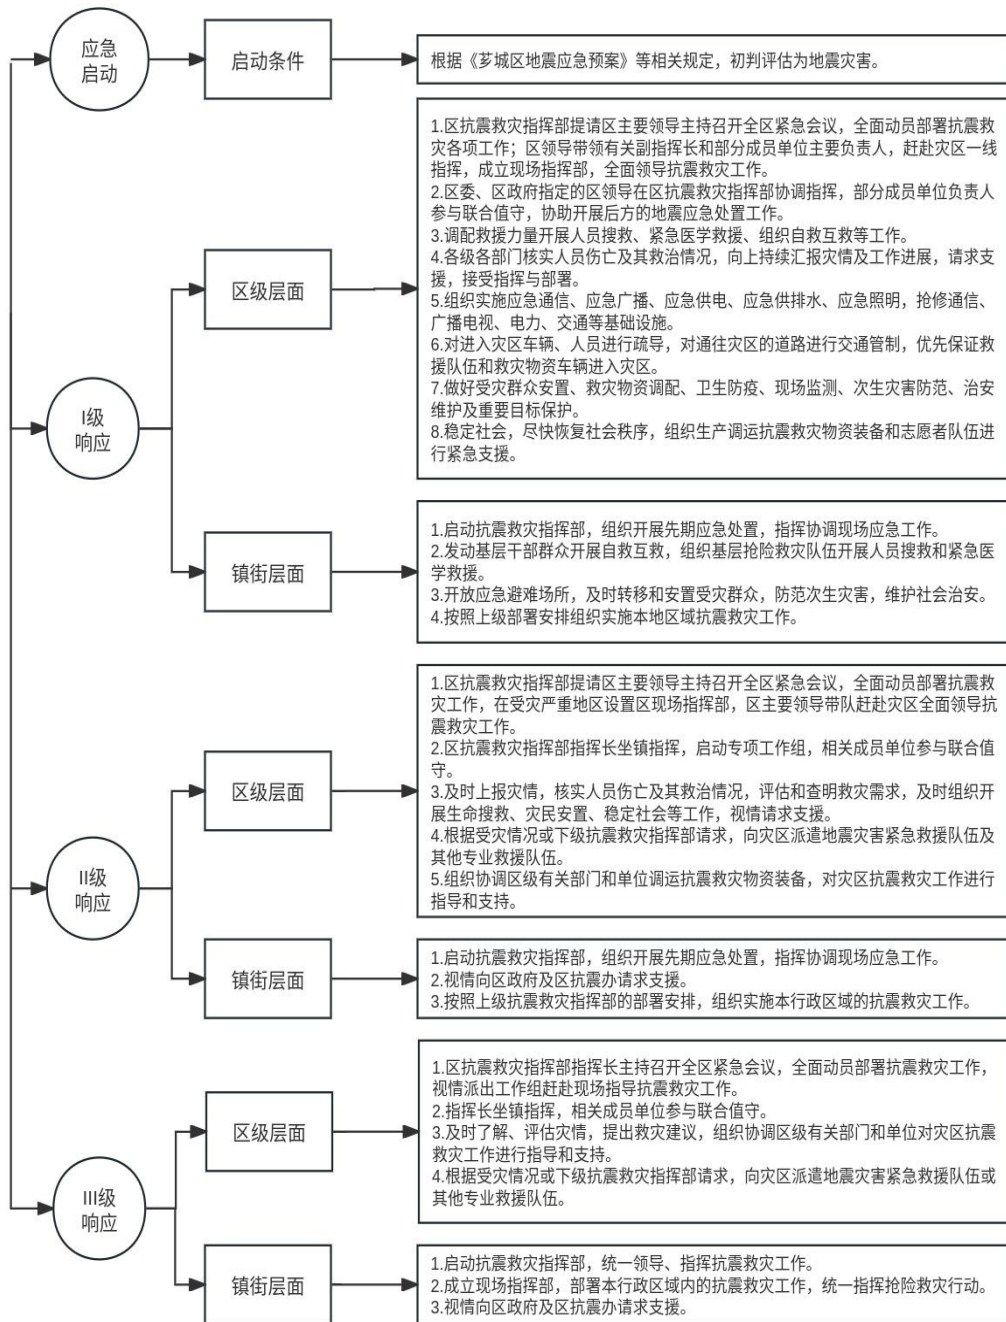 应急
启动
启动条件
根据《芗城区地震应急预案》等相关规定，初判评估为地震灾害。
1.区抗震救灾指挥部提请区主要领导主持召开全区紧急会议，全面动员部署抗震救
灾各项工作；区领导带领有关副指挥长和部分成员单位主要负责人，赶赴灾区一线
指挥，成立现场指挥部，全面领导抗震救灾工作。
2.区委、区政府指定的区领导在区抗震救灾指挥部协调指挥，部分成员单位负责人
参与联合值守，协助开展后方的地震应急处置工作。
3.调配救援力量开展人员搜救、紧急医学救援、组织自救互救等工作。
4.各级各部门核实人员伤亡及其救治情况，向上持续汇报灾情及工作进展，请求支
援，接受指挥与部署。
5.组织实施应急通信、应急广播、应急供电、应急供排水、应急照明，抢修通信、
广播电视、电力、交通等基础设施。
6.对进入灾区车辆、人员进行疏导，对通往灾区的道路进行交通管制，优先保证救
援队伍和救灾物资车辆进入灾区。
7.做好受灾群众安置、救灾物资调配、卫生防疫、现场监测、次生灾害防范、治安
维护及重要目标保护。
8.稳定社会，尽快恢复社会秩序，组织生产调运抗震救灾物资装备和志愿者队伍进
行紧急支援。
区级层面
I级
响应
镇街层面
1.启动抗震救灾指挥部，组织开展先期应急处置，指挥协调现场应急工作。
2.发动基层干部群众开展自救互救，组织基层抢险救灾队伍开展人员搜救和紧急医
学救援。
3.开放应急避难场所，及时转移和安置受灾群众，防范次生灾害，维护社会治安。
4.按照上级部署安排组织实施本地区域抗震救灾工作。
1.区抗震救灾指挥部提请区主要领导主持召开全区紧急会议，全面动员部署抗震救
灾工作，在受灾严重地区设置区现场指挥部，区主要领导带队赶赴灾区全面领导抗
震救灾工作。
2.区抗震救灾指挥部指挥长坐镇指挥，启动专项工作组，相关成员单位参与联合值
守。
3.及时上报灾情，核实人员伤亡及其救治情况，评估和查明救灾需求，及时组织开
展生命搜救、灾民安置、稳定社会等工作，视情请求支援。
4.根据受灾情况或下级抗震救灾指挥部请求，向灾区派遣地震灾害紧急救援队伍及
其他专业救援队伍。
5.组织协调区级有关部门和单位调运抗震救灾物资装备，对灾区抗震救灾工作进行
指导和支持。
区级层面
II级
响应
镇街层面
1.启动抗震救灾指挥部，组织开展先期应急处置，指挥协调现场应急工作。
2.视情向区政府及区抗震办请求支援。
3.按照上级抗震救灾指挥部的部署安排，组织实施本行政区域的抗震救灾工作。
1.区抗震救灾指挥部指挥长主持召开全区紧急会议，全面动员部署抗震救灾工作，
视情派出工作组赶赴现场指导抗震救灾工作。
2.指挥长坐镇指挥，相关成员单位参与联合值守。
3.及时了解、评估灾情，提出救灾建议，组织协调区级有关部门和单位对灾区抗震
救灾工作进行指导和支持。
4.根据受灾情况或下级抗震救灾指挥部请求，向灾区派遣地震灾害紧急救援队伍或
其他专业救援队伍。
区级层面
III级
响应
镇街层面
1.启动抗震救灾指挥部，统一领导、指挥抗震救灾工作。
2.成立现场指挥部，部署本行政区域内的抗震救灾工作，统一指挥抢险救灾行动。
3.视情向区政府及区抗震办请求支援。